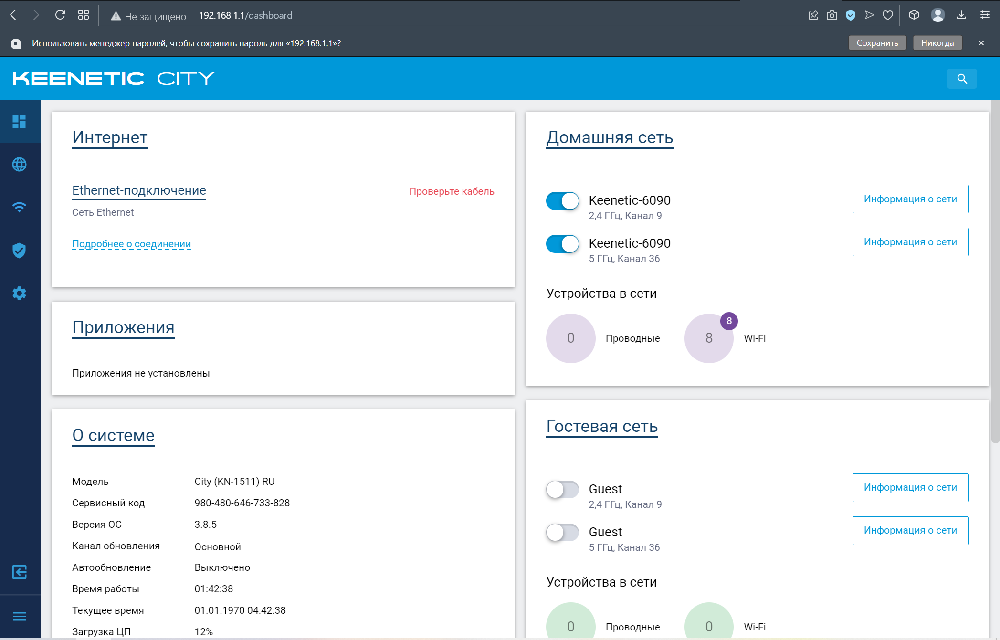 Не защищено 192.168.1.1/dashboard
Использовать менеджер паролей, чтобы сохранить пароль для «192.168.1.1»?
Сохранить
Никогда
KEENETIC CITY
Интернет
Ethernet-подключение
Проверьте кабель
Сеть Ethernet
Подробнее о соединении
Приложения
Приложения не установлены
О системе
Модель City (KN-1511) RU
Сервисный код 980-480-646-733-828
Версия ОС 3.8.5
Канал обновления Основной
Автообновление Выключено
Время работы 01:42:38
Текущее время 01.01.1970 04:42:38
Загрузка ЦП 12%
Домашняя сеть
Keenetic-6090
2,4 ГГц, Канал 9
Информация о сети
Keenetic-6090
5 ГГц, Канал 36
Информация о сети
Устройства в сети
0 Проводные
8 8 Wi-Fi
Гостевая сеть
Guest
2,4 ГГц, Канал 9
Информация о сети
Guest
5 ГГц, Канал 36
Информация о сети
Устройства в сети
0 Проводные
0 Wi-Fi